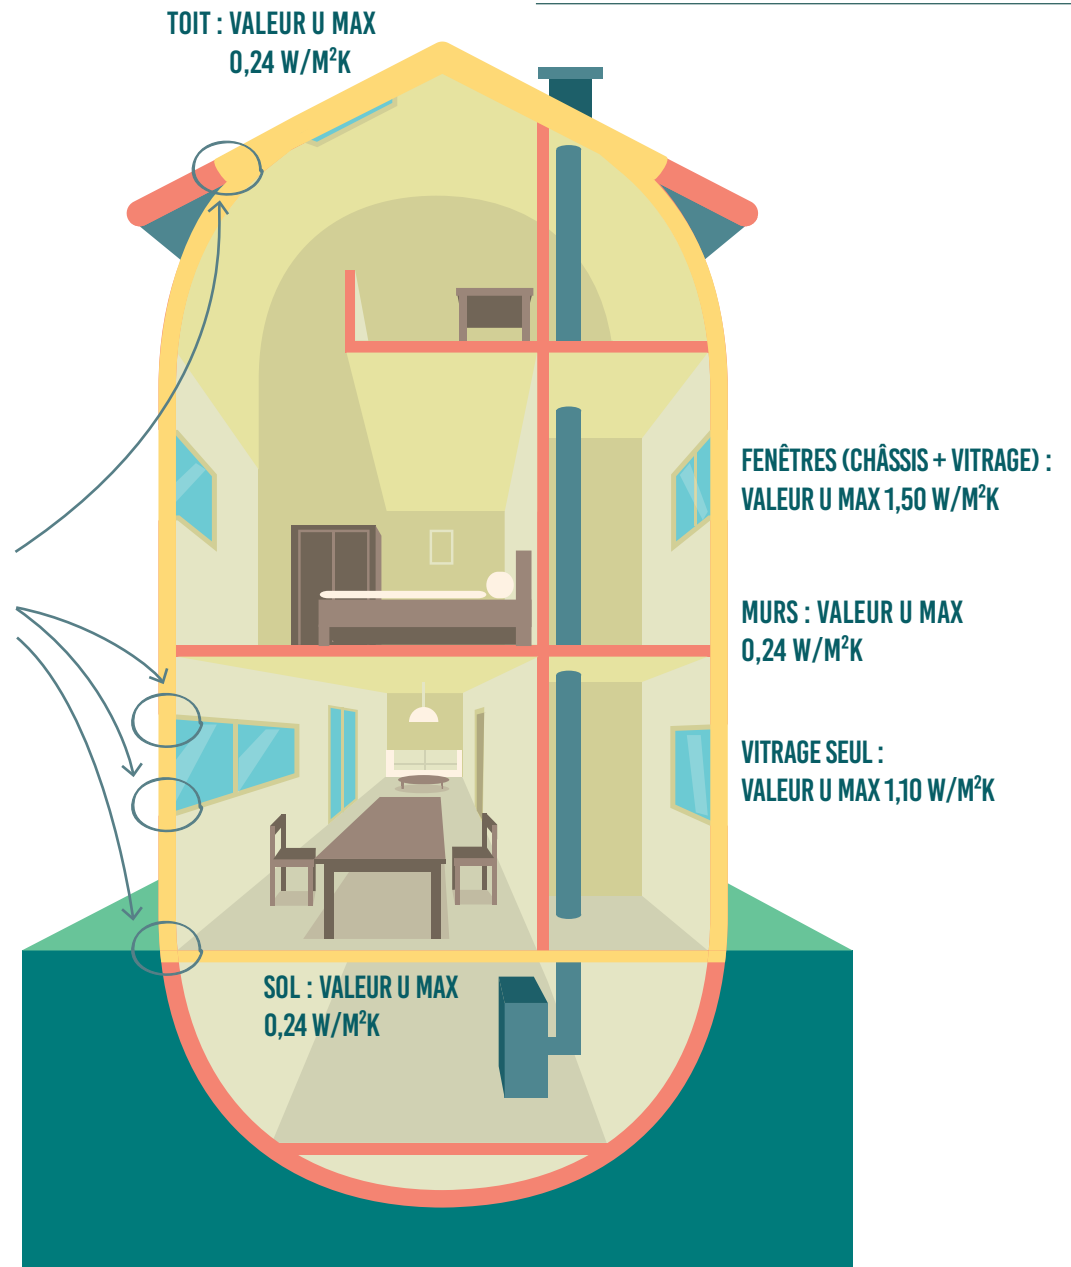 TOIT : VALEUR U MAX
0,24 W/M²K
FENÊTRES (CHÂSSIS + VITRAGE) :
VALEUR U MAX 1,50 W/M²K
MURS : VALEUR U MAX
0,24 W/M²K
VITRAGE SEUL :
VALEUR U MAX 1,10 W/M²K
SOL : VALEUR U MAX
0,24 W/M²K